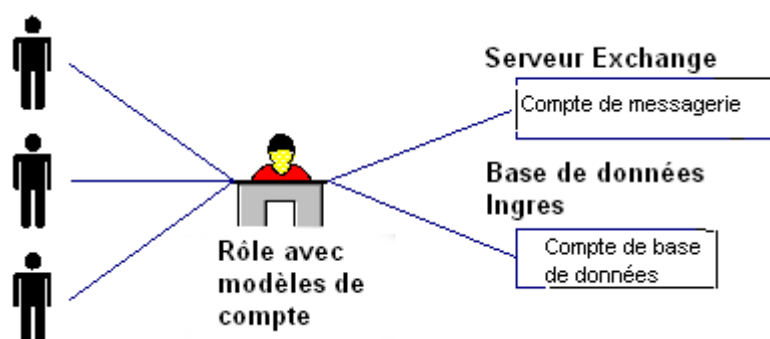 Serveur Exchange
Compte de messagerie
Base de données
Ingres
Compte de base
de données
Rôle avec
modèles de
compte